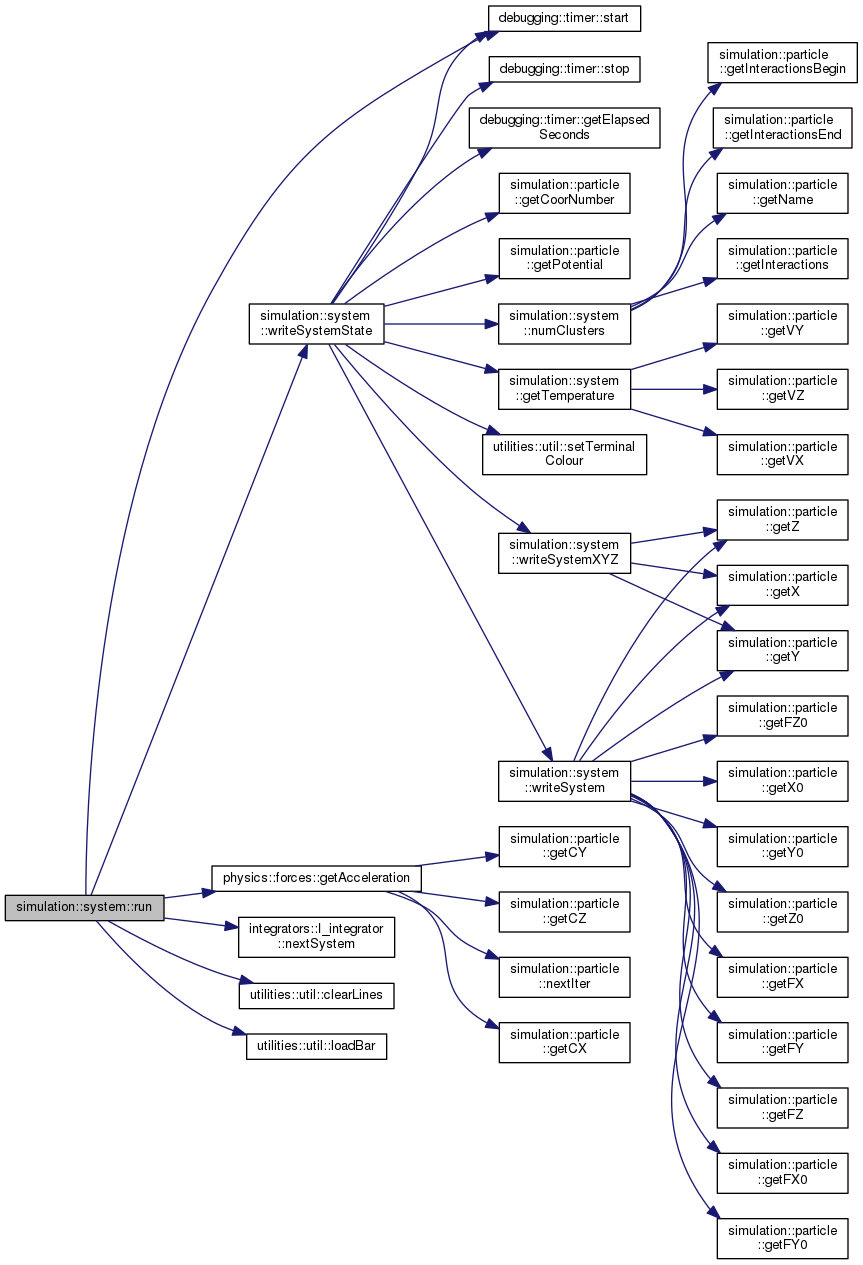 debugging::timer::start
debugging::timer::stop
debugging::timer::getElapsed
Seconds
simulation::particle
::getCoorNumber
simulation::particle
::getPotential
simulation::system
::numClusters
simulation::system
::getTemperature
utilities::util::setTerminal
Colour
simulation::system
::writeSystemXYZ
simulation::system
::writeSystem
simulation::particle
::getCY
simulation::particle
::getCZ
simulation::particle
::nextIter
simulation::particle
::getCX
simulation::particle
::getInteractionsBegin
simulation::particle
::getInteractionsEnd
simulation::particle
::getName
simulation::particle
::getInteractions
simulation::particle
::getVY
simulation::particle
::getVZ
simulation::particle
::getVX
simulation::particle
::getZ
simulation::particle
::getX
simulation::particle
::getY
simulation::particle
::getFZ0
simulation::particle
::getX0
simulation::particle
::getY0
simulation::particle
::getZ0
simulation::particle
::getFX
simulation::particle
::getFY
simulation::particle
::getFZ
simulation::particle
::getFX0
simulation::particle
::getFY0
simulation::system
::writeSystemState
physics::forces::getAcceleration
integrators::I_integrator
::nextSystem
utilities::util::clearLines
utilities::util::loadBar
simulation::system::run